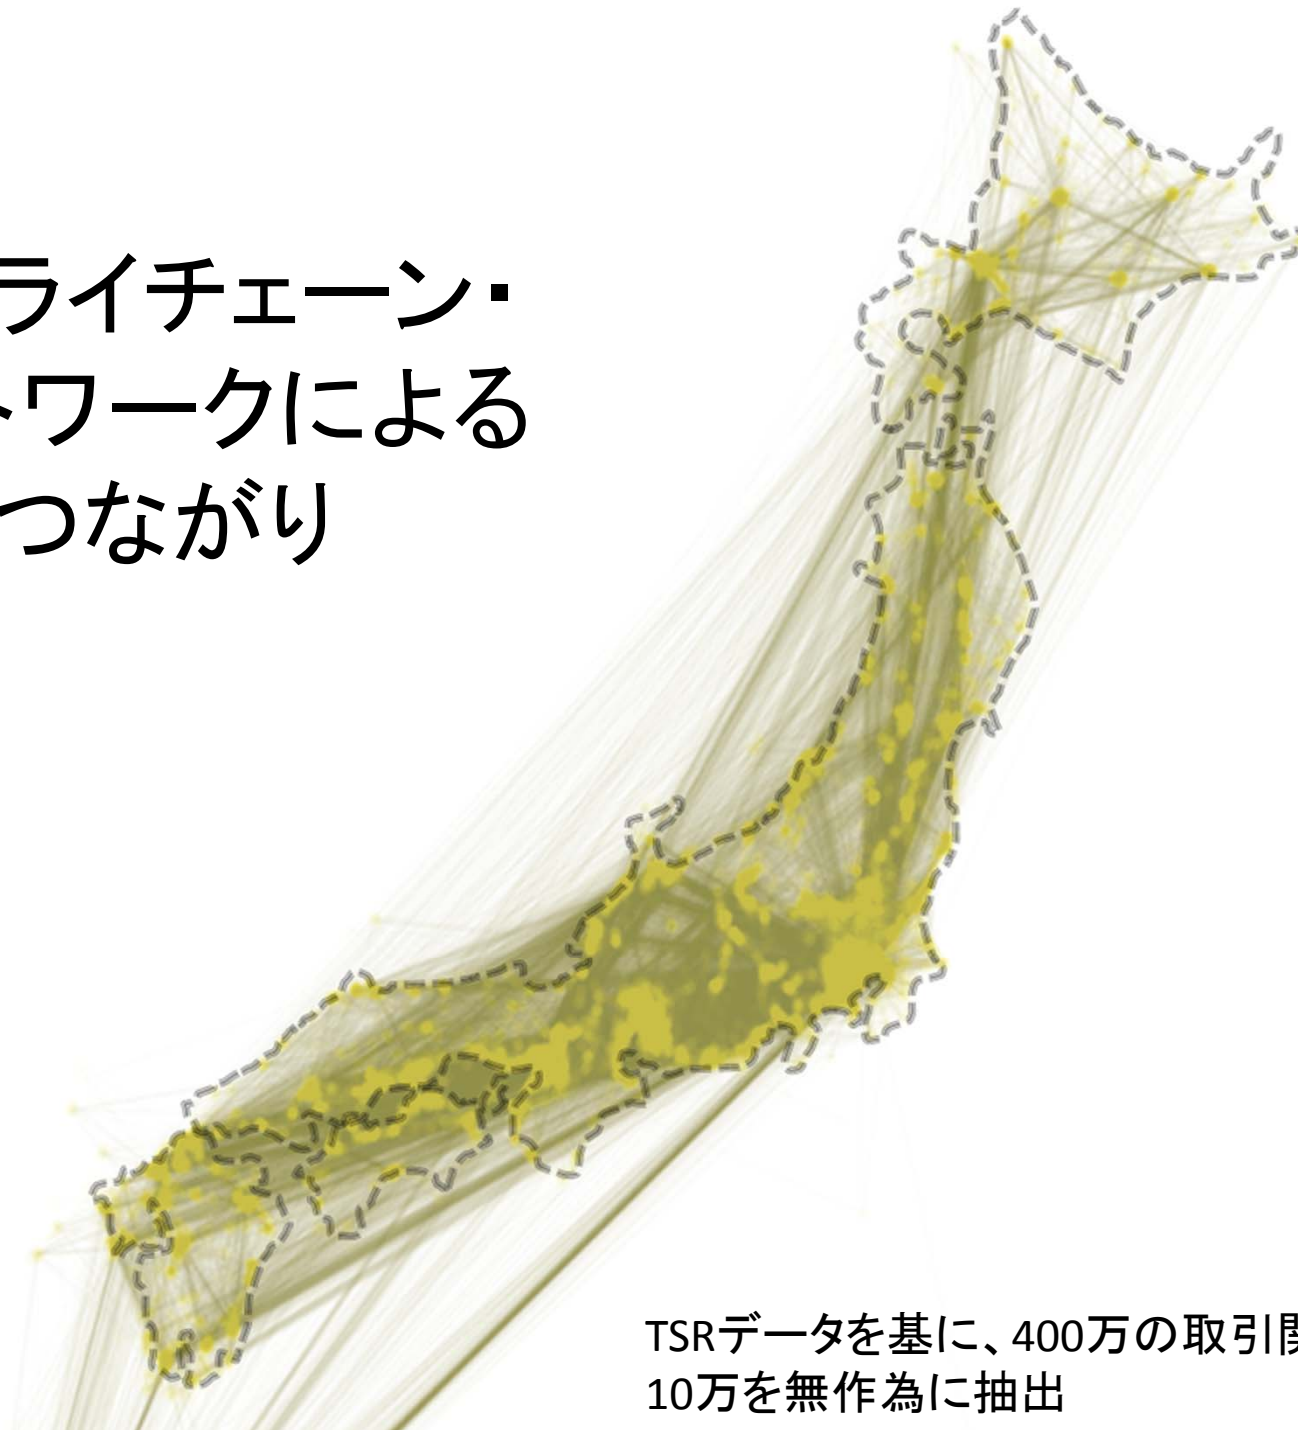 ライチェーン・
トワークによる
つながり
TSRデータを基に、400万の取引関
10万を無作為に抽出